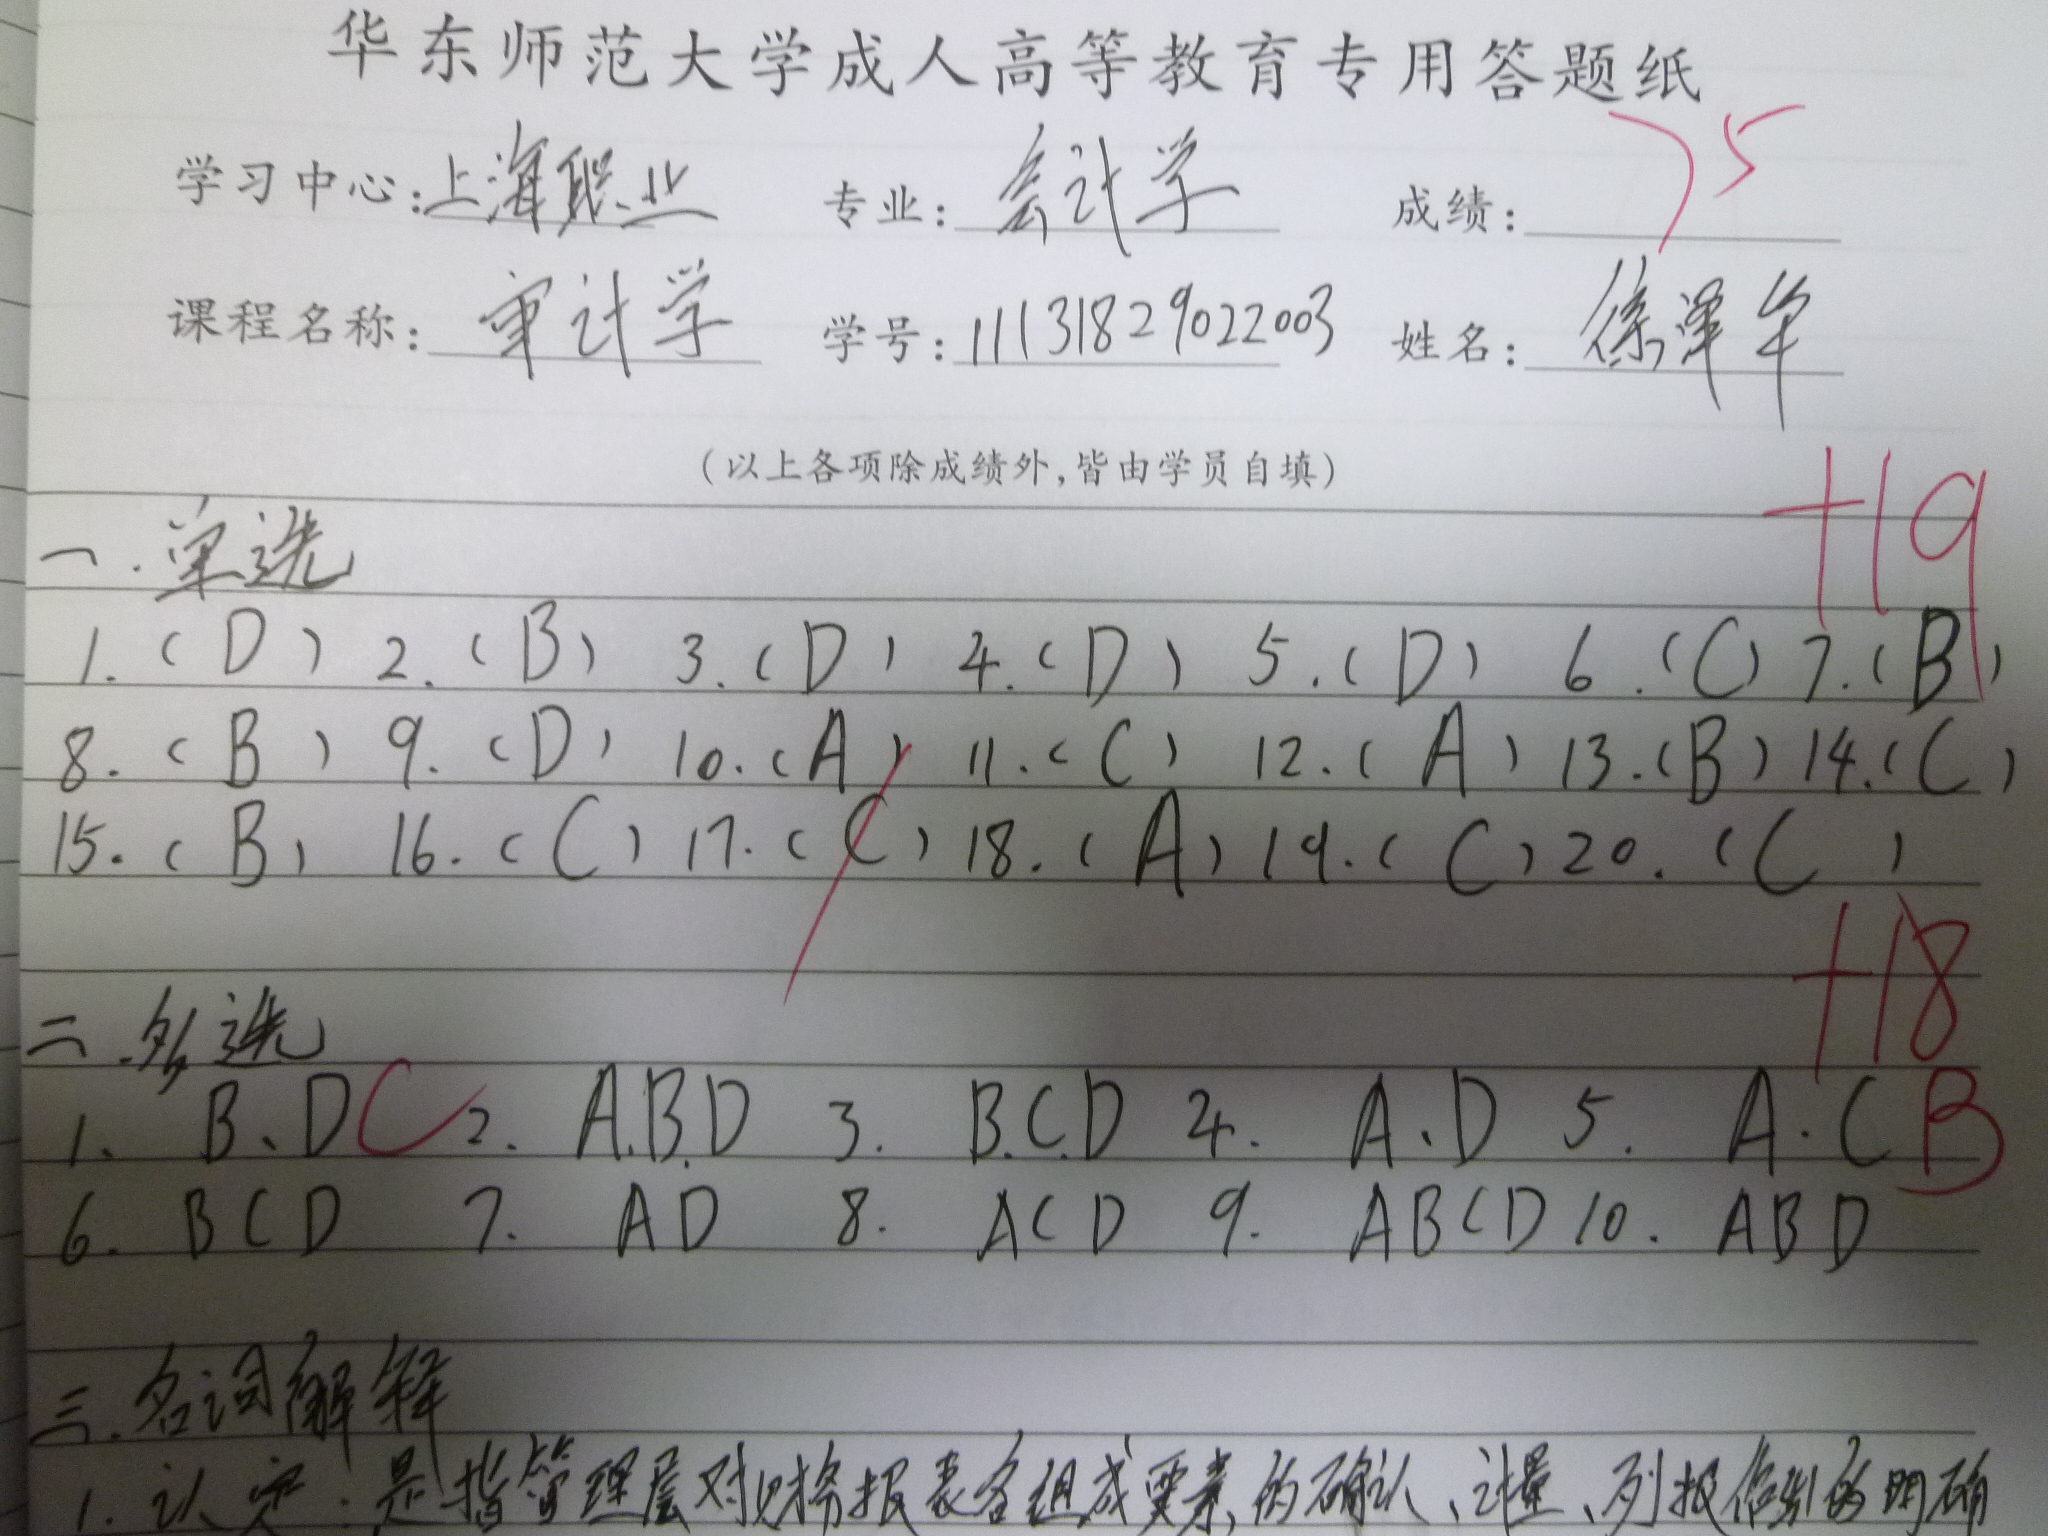 华东师范大学成人高等教育专用答题纸
学习中心:上海职业 专业:会计学 成绩:75
课程名称:审计学 学号:11131829022003 姓名:徐泽华
(以上各项除成绩外,皆由学员自填)
一.单选 +19
1.(D) 2.(B) 3.(D) 4.(D) 5.(D) 6.(C) 7.(B)
8.(B) 9.(D) 10.(A) 11.(C) 12.(A) 13.(B) 14.(C)
15.(B) 16.(C) 17.(C) 18.(A) 19.(C) 20.(C)
二.多选 +18
1、B、DC 2. A.B.D 3. B.C.D 4. A、D 5. A.C B
6. BCD 7. AD 8. ACD 9. ABCD 10. ABD
三.名词解释
1.认定:是指管理层对财务报表各组成要素的确认、计量、列报作出的明确